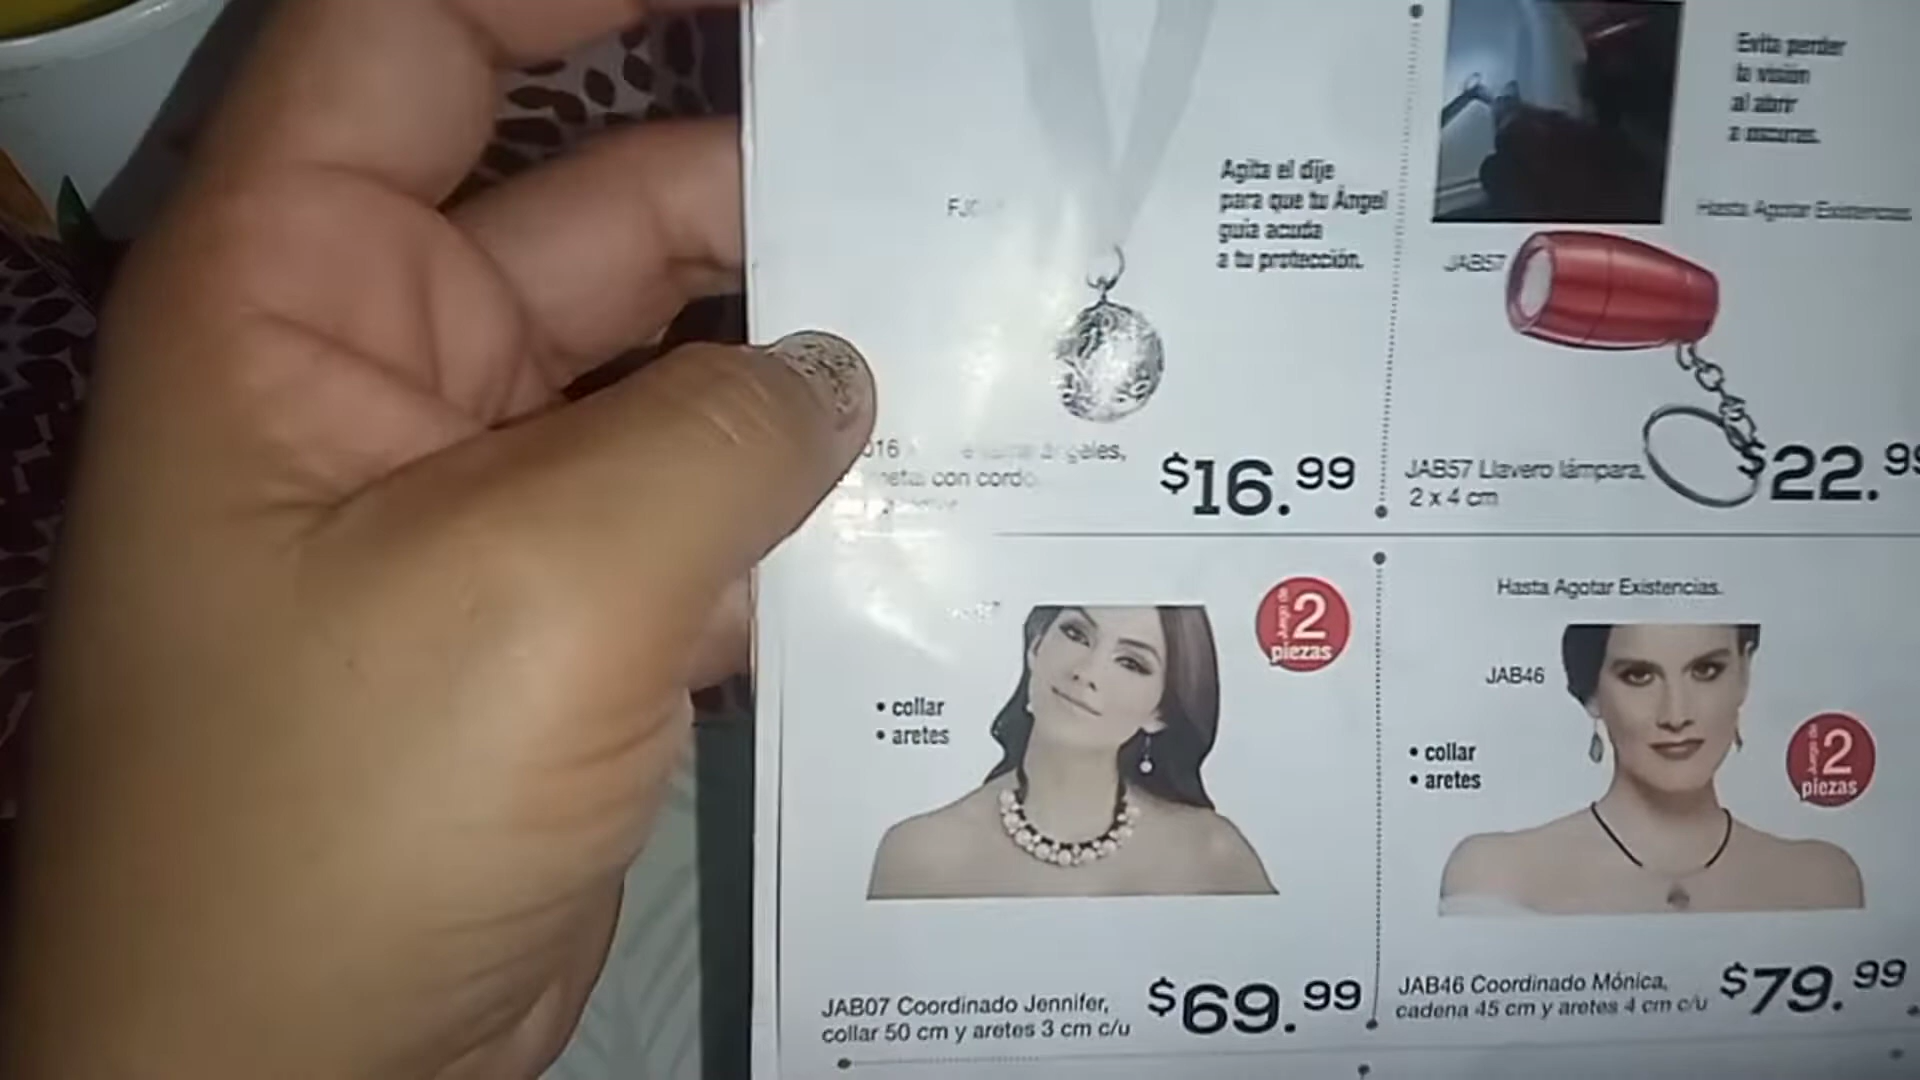 Agita el dije
para que tu Ángel
guía acuda
a tu protección.
con
$16.99
Evita perder
la visión
al abrir
a oscuras.
Hasta Agotar Existencias.
JAB57
JAB57 Llavero lámpara,
2 x 4 cm
$22.99
Juego de
2
piezas
• collar
• aretes
JAB07 Coordinado Jennifer,
collar 50 cm y aretes 3 cm c/u
$69.99
Hasta Agotar Existencias.
JAB46
• collar
• aretes
Juego de
2
piezas
JAB46 Coordinado Mónica,
cadena 45 cm y aretes 4 cm c/u
$79.99